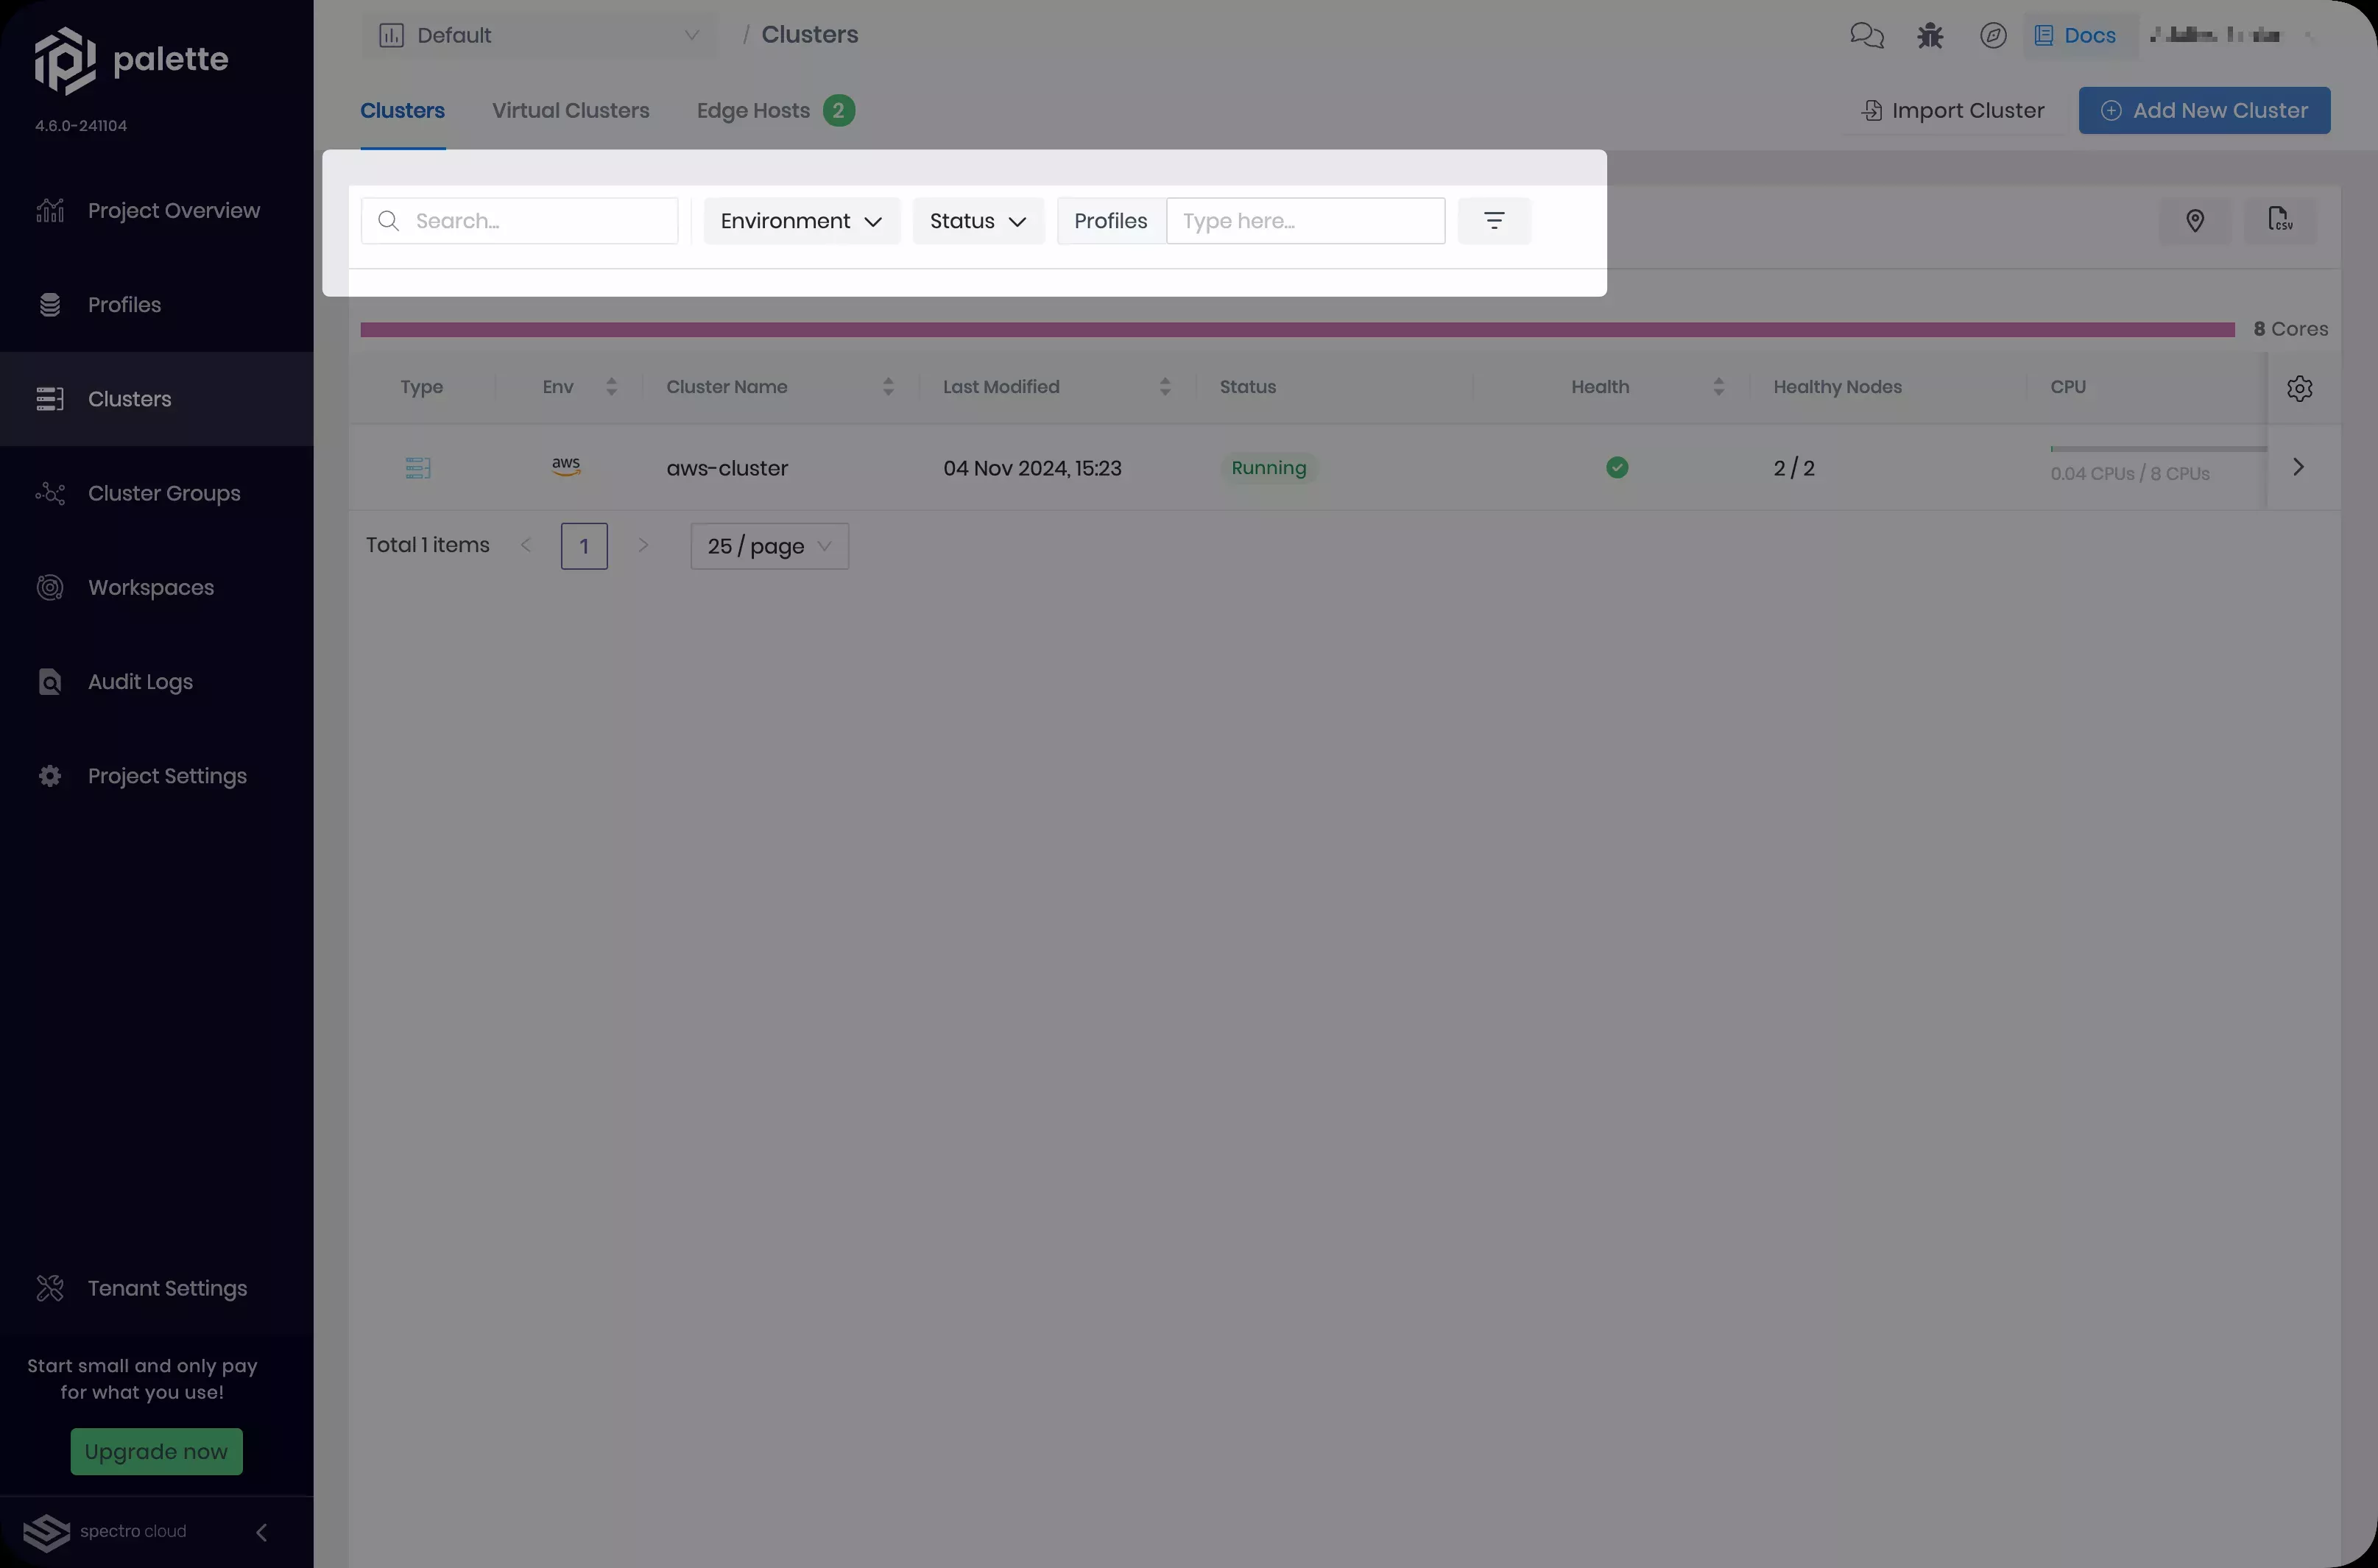 palette
4.6.0-241104
Project Overview
Profiles
Clusters
Cluster Groups
Workspaces
Audit Logs
Project Settings
Tenant Settings
Start small and only pay
for what you use!
Upgrade now
spectro cloud
Default / Clusters
Docs
Clusters Virtual Clusters Edge Hosts 2
Import Cluster Add New Cluster
Search... Environment Status Profiles Type here...
CSV
8 Cores
Type Env Cluster Name Last Modified Status Health Healthy Nodes CPU
aws aws-cluster 04 Nov 2024, 15:23 Running 2 / 2 0.04 CPUs / 8 CPUs
Total 1 items 1 25 / page